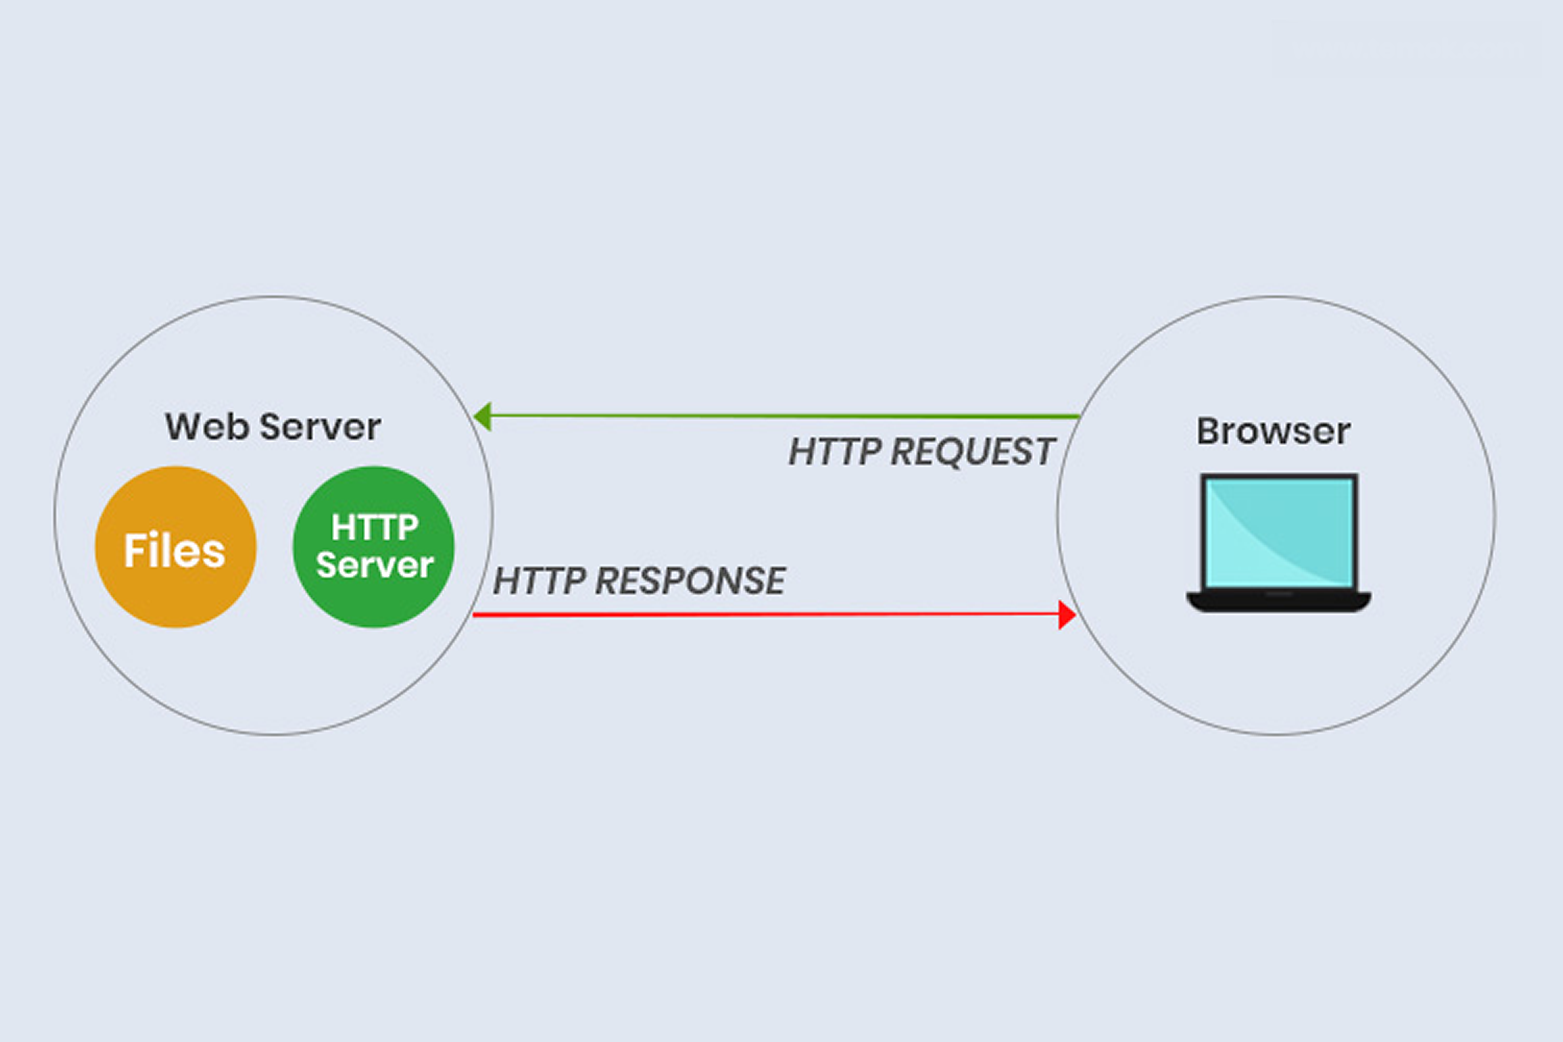 Web Server
Files
HTTP
Server
HTTP REQUEST
HTTP RESPONSE
Browser